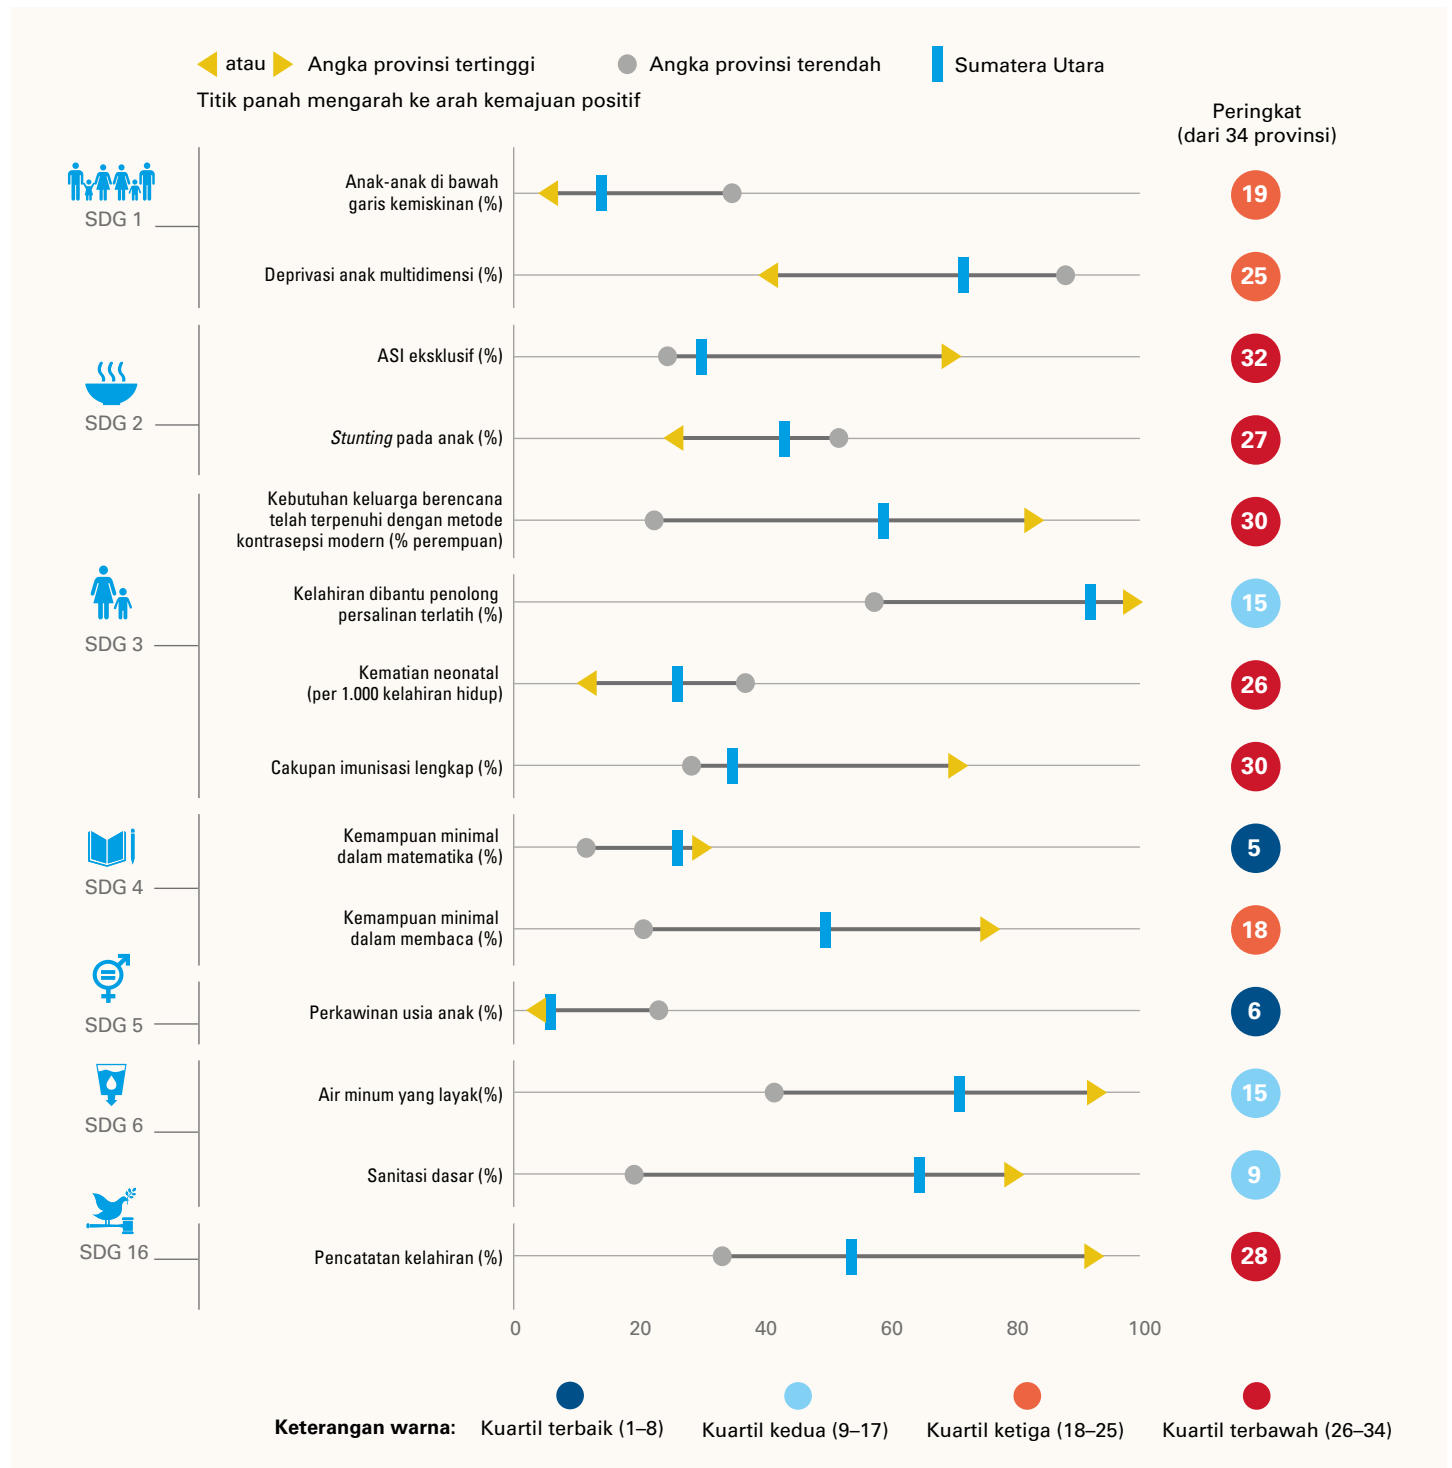 atau
Angka provinsi tertinggi
Angka provinsi terendah
Sumatera Utara
Titik panah mengarah ke arah kemajuan positif
Peringkat
(dari 34 provinsi)
SDG 1
Anak-anak di bawah
garis kemiskinan (%)
19
Deprivasi anak multidimensi (%)
25
SDG 2
ASI eksklusif (%)
32
Stunting pada anak (%)
27
SDG 3
Kebutuhan keluarga berencana
telah terpenuhi dengan metode
kontrasepsi modern (% perempuan)
30
Kelahiran dibantu penolong
persalinan terlatih (%)
15
Kematian neonatal
(per 1.000 kelahiran hidup)
26
Cakupan imunisasi lengkap (%)
30
SDG 4
Kemampuan minimal
dalam matematika (%)
5
Kemampuan minimal
dalam membaca (%)
18
SDG 5
Perkawinan usia anak (%)
6
SDG 6
Air minum yang layak(%)
15
Sanitasi dasar (%)
9
SDG 16
Pencatatan kelahiran (%)
28
0 20 40 60 80 100
Keterangan warna: Kuartil terbaik (1–8) Kuartil kedua (9–17) Kuartil ketiga (18–25) Kuartil terbawah (26–34)